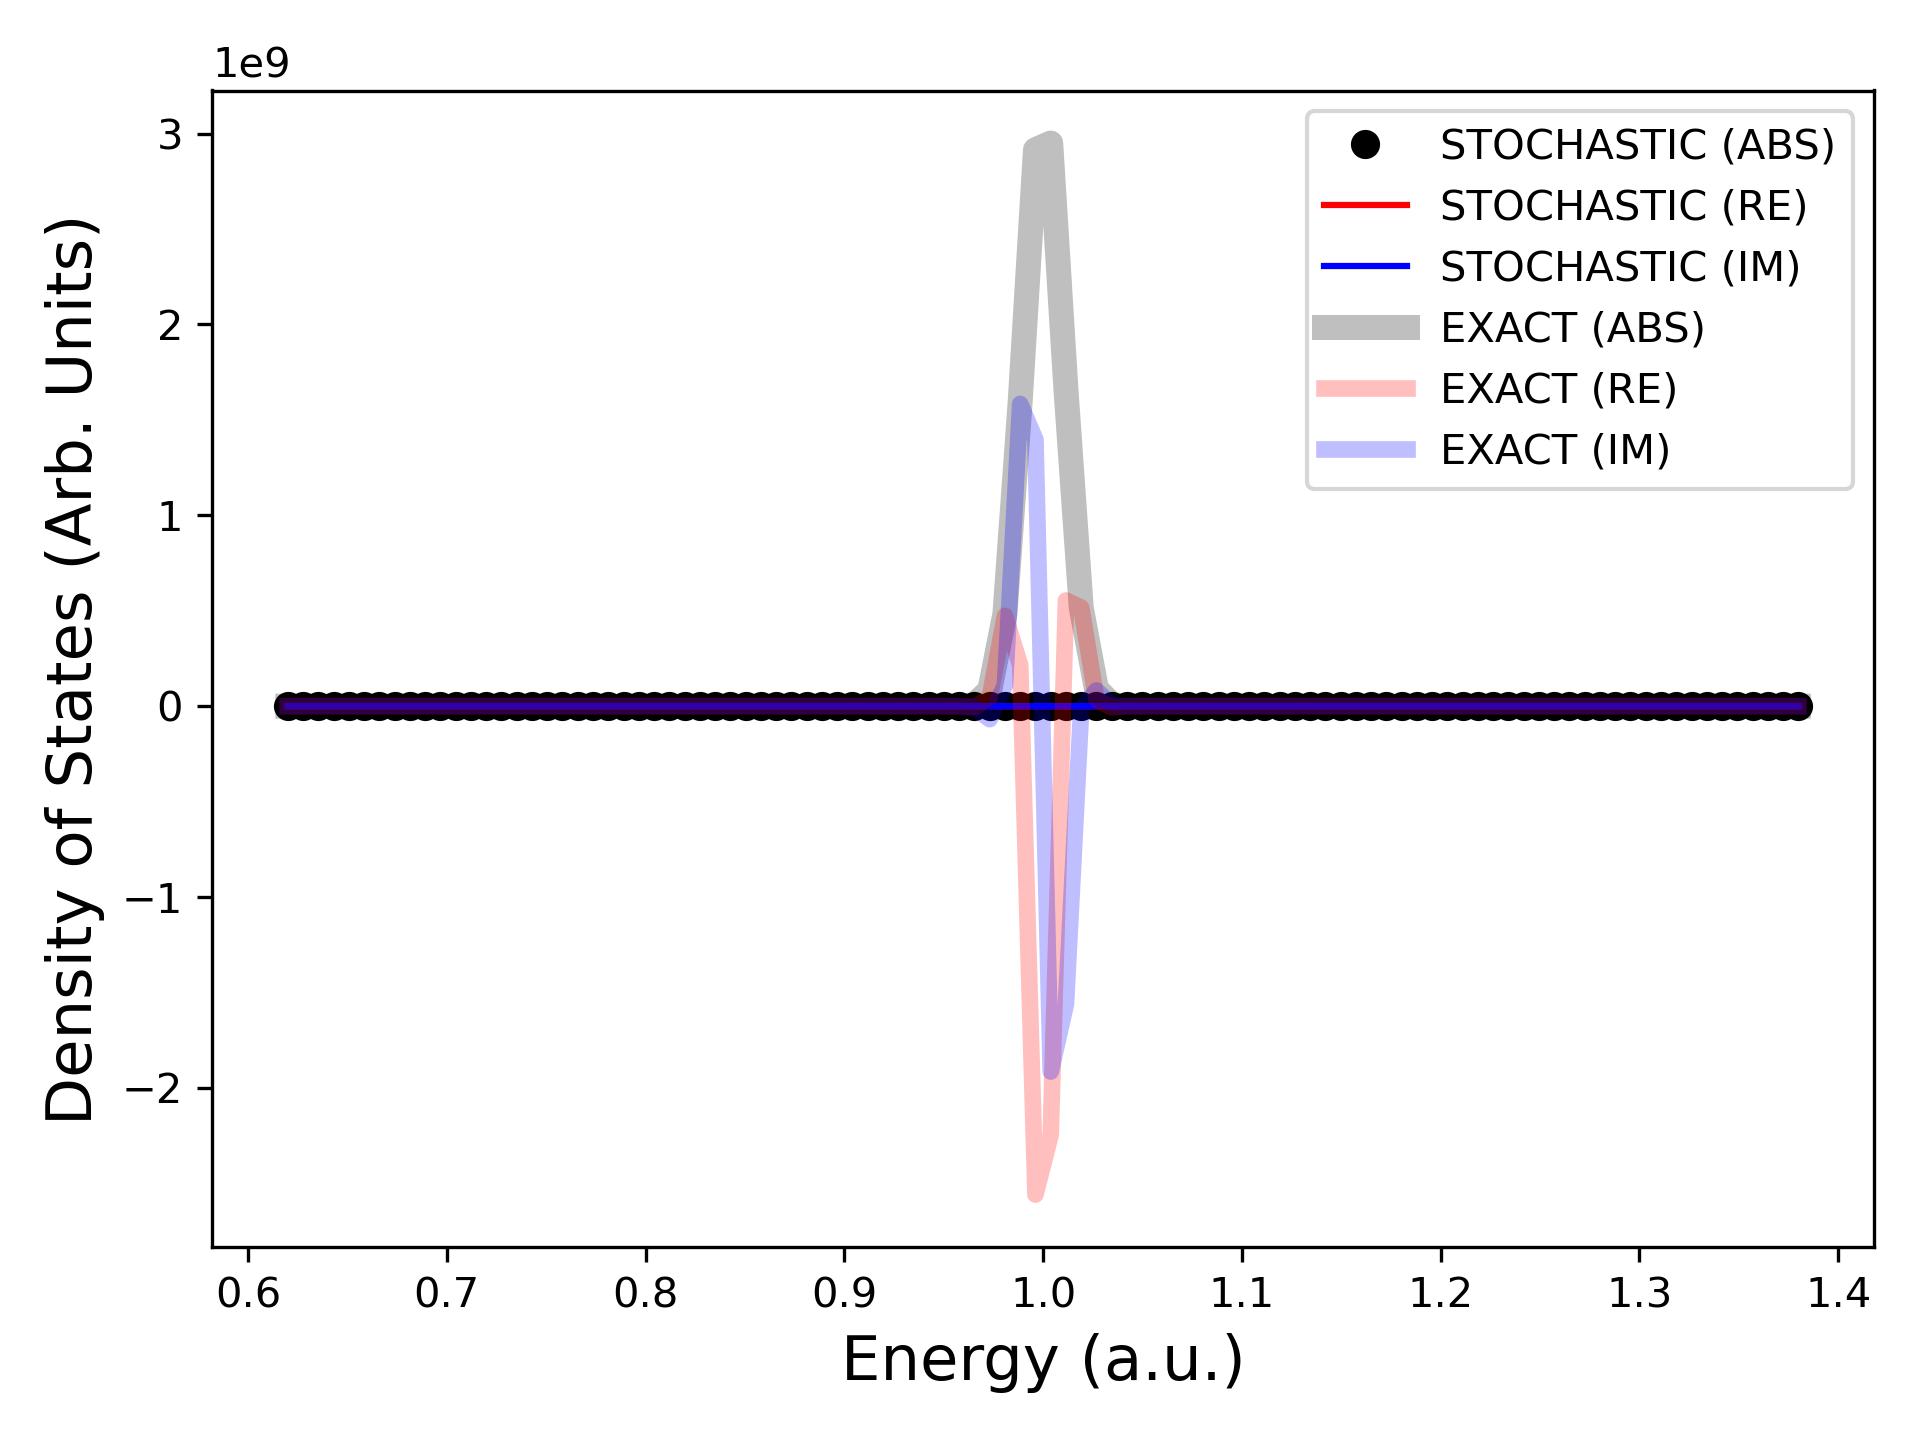 1e9
3
2
1
0
−1
−2
Density of States (Arb. Units)
STOCHASTIC (ABS)
STOCHASTIC (RE)
STOCHASTIC (IM)
EXACT (ABS)
EXACT (RE)
EXACT (IM)
0.6 0.7 0.8 0.9 1.0 1.1 1.2 1.3 1.4
Energy (a.u.)